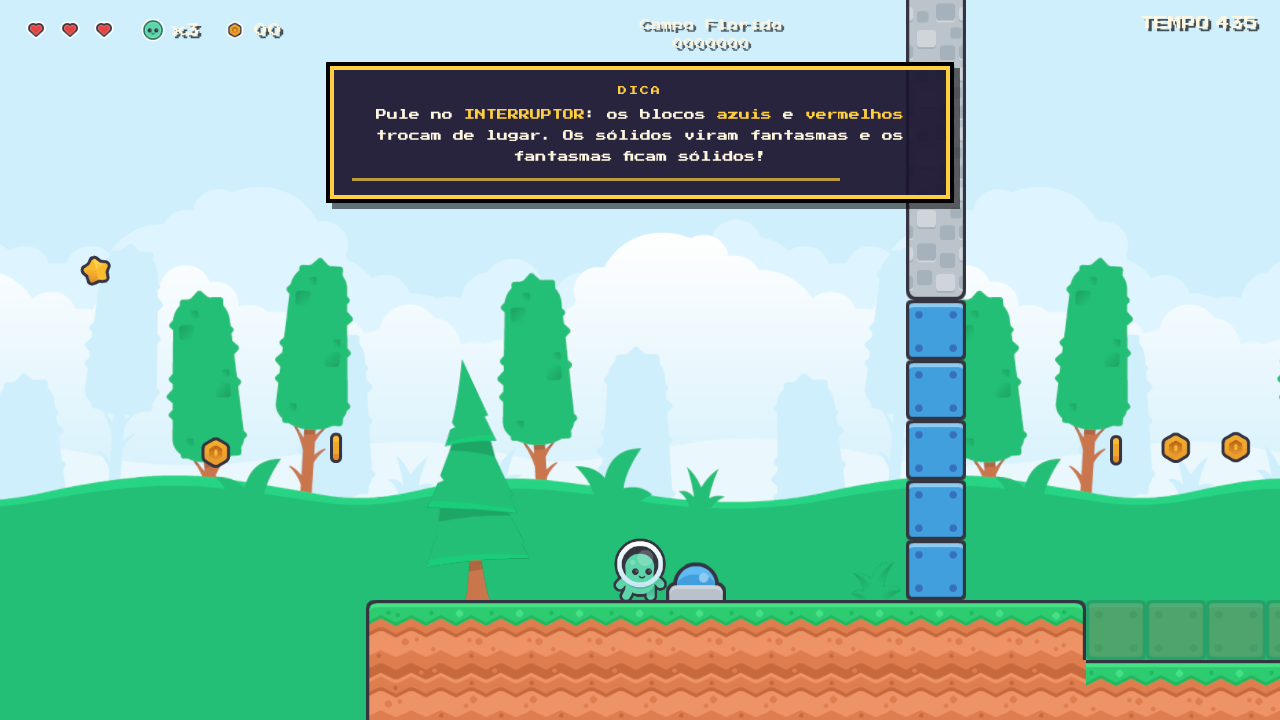 x3
00
Campo Florido
0000000
TEMPO 435
DICA
Pule no INTERRUPTOR: os blocos azuis e vermelhos
trocam de lugar. Os sólidos viram fantasmas e os
fantasmas ficam sólidos!